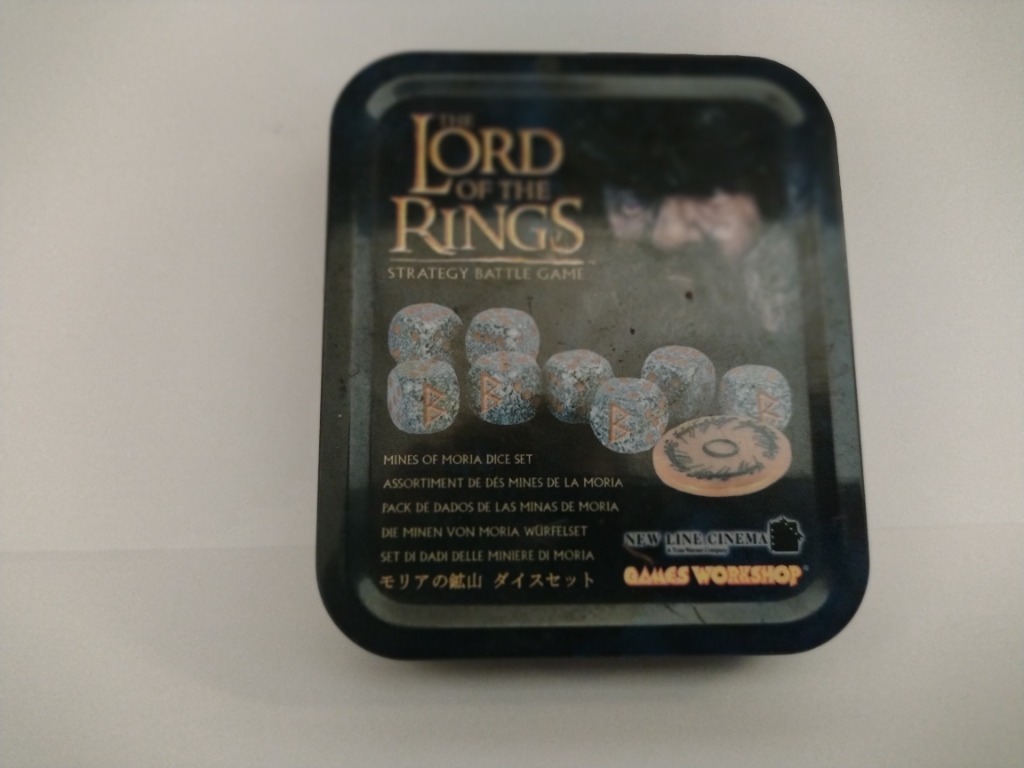 THE
LORD
OF THE
RINGS
STRATEGY BATTLE GAME
MINES OF MORIA DICE SET
ASSORTIMENT DE DÉS MINES DE LA MORIA
PACK DE DADOS DE LAS MINAS DE MORIA
DIE MINEN VON MORIA WÜRFELSET
SET DI DADI DELLE MINIERE DI MORIA
モリアの鉱山 ダイスセット
NEW LINE CINEMA
A Time Warner Company
GAMES WORKSHOP